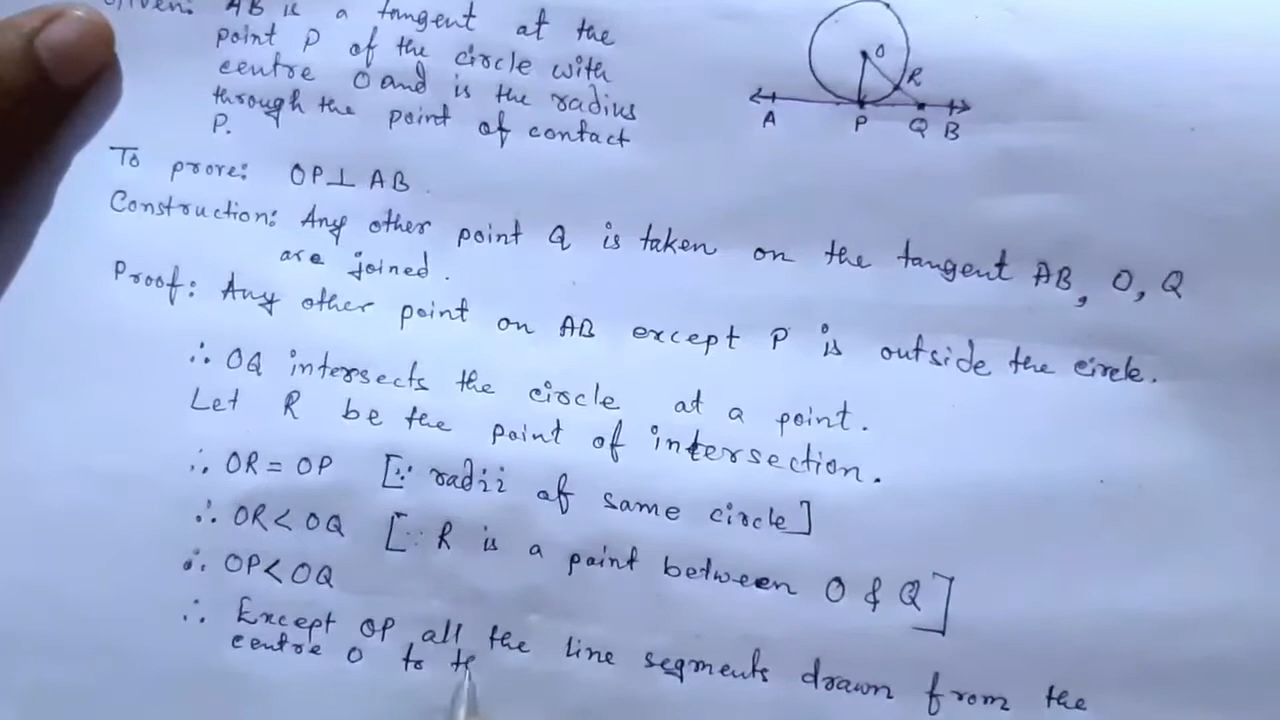 Given: AB is a tangent at the
point P of the circle with
centre O and is the radius
through the point of contact
P.
O
R
A
P
Q
B
To prove: OP⊥AB.
Construction: Any other point Q is taken on the tangent AB, O, Q
are joined.
Proof: Any other point on AB except P is outside the circle.
∴ OQ intersects the circle at a point.
Let R be the point of intersection.
∴ OR = OP [∵ radii of same circle]
∴ OR < OQ [∵ R is a point between O & Q]
∴ OP < OQ
∴ Except OP all the line segments drawn from the
centre O to